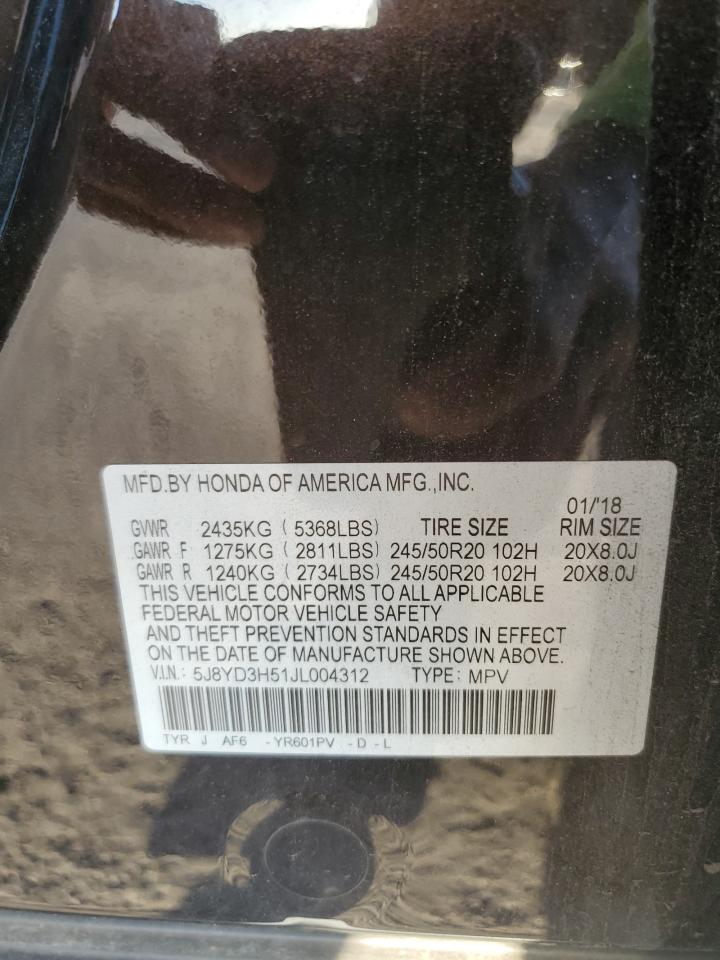 MFD.BY HONDA OF AMERICA MFG.,INC.
01/'18
GVWR 2435KG ( 5368LBS) TIRE SIZE RIM SIZE
GAWR F 1275KG ( 2811LBS) 245/50R20 102H 20X8.0J
GAWR R 1240KG ( 2734LBS) 245/50R20 102H 20X8.0J
THIS VEHICLE CONFORMS TO ALL APPLICABLE
FEDERAL MOTOR VEHICLE SAFETY
AND THEFT PREVENTION STANDARDS IN EFFECT
ON THE DATE OF MANUFACTURE SHOWN ABOVE.
V.I.N.: 5J8YD3H51JL004312 TYPE: MPV
TYR J AF6 -YR601PV -D -L